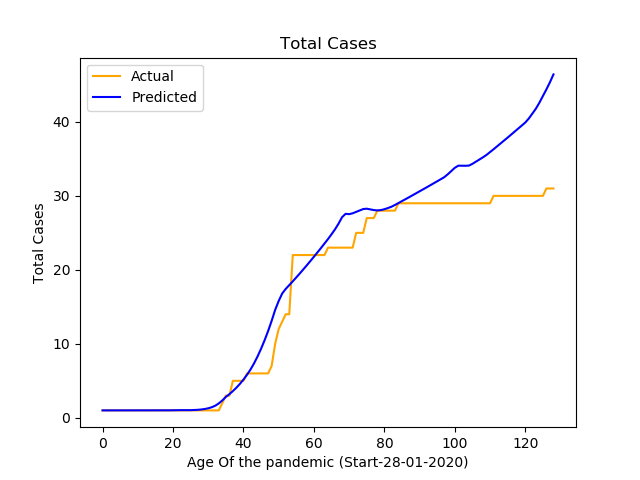 Total Cases
Actual
Predicted
Total Cases
40
30
20
10
0
0 20 40 60 80 100 120
Age Of the pandemic (Start-28-01-2020)